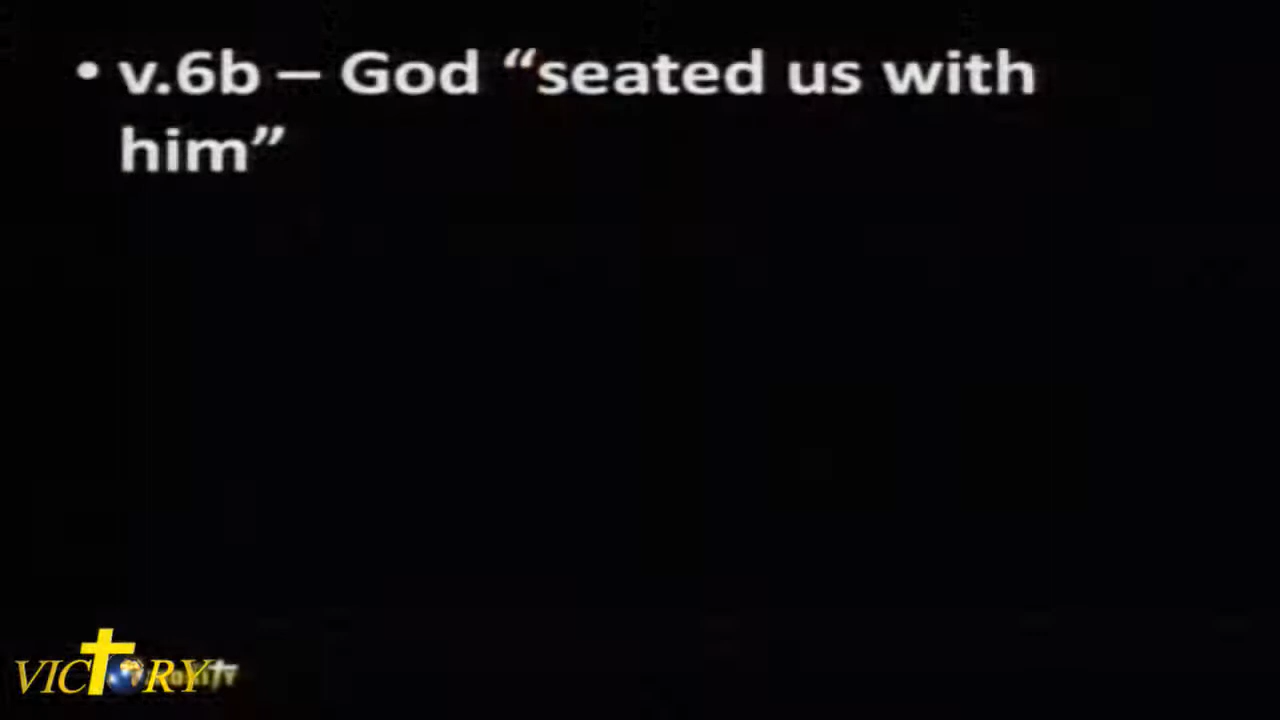 • v.6b – God “seated us with
him”
VICTORY